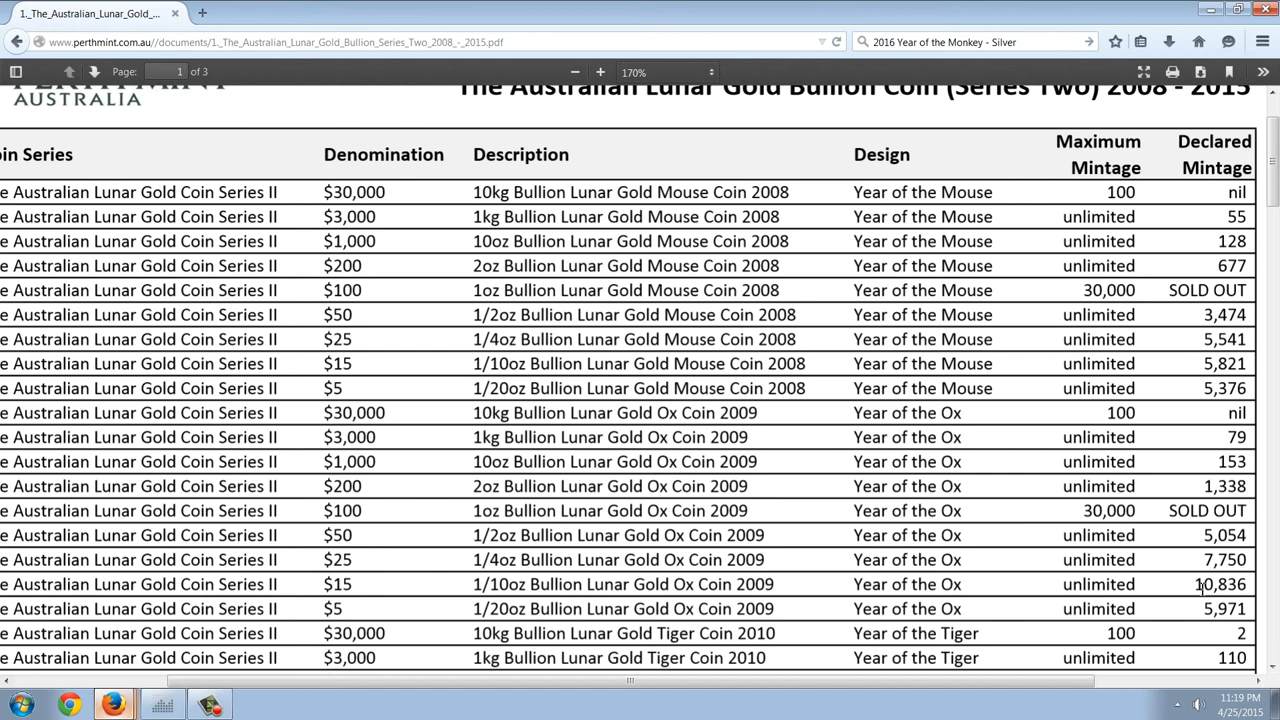 1._The_Australian_Lunar_Gold_...
www.perthmint.com.au//documents/1._The_Australian_Lunar_Gold_Bullion_Series_Two_2008_-_2015.pdf
2016 Year of the Monkey - Silver
Page: 1 of 3
170%
AUSTRALIA
The Australian Lunar Gold Bullion Coin (Series Two) 2008 - 2015
oin Series Denomination Description Design Maximum Mintage Declared Mintage
e Australian Lunar Gold Coin Series II $30,000 10kg Bullion Lunar Gold Mouse Coin 2008 Year of the Mouse 100 nil
e Australian Lunar Gold Coin Series II $3,000 1kg Bullion Lunar Gold Mouse Coin 2008 Year of the Mouse unlimited 55
e Australian Lunar Gold Coin Series II $1,000 10oz Bullion Lunar Gold Mouse Coin 2008 Year of the Mouse unlimited 128
e Australian Lunar Gold Coin Series II $200 2oz Bullion Lunar Gold Mouse Coin 2008 Year of the Mouse unlimited 677
e Australian Lunar Gold Coin Series II $100 1oz Bullion Lunar Gold Mouse Coin 2008 Year of the Mouse 30,000 SOLD OUT
e Australian Lunar Gold Coin Series II $50 1/2oz Bullion Lunar Gold Mouse Coin 2008 Year of the Mouse unlimited 3,474
e Australian Lunar Gold Coin Series II $25 1/4oz Bullion Lunar Gold Mouse Coin 2008 Year of the Mouse unlimited 5,541
e Australian Lunar Gold Coin Series II $15 1/10oz Bullion Lunar Gold Mouse Coin 2008 Year of the Mouse unlimited 5,821
e Australian Lunar Gold Coin Series II $5 1/20oz Bullion Lunar Gold Mouse Coin 2008 Year of the Mouse unlimited 5,376
e Australian Lunar Gold Coin Series II $30,000 10kg Bullion Lunar Gold Ox Coin 2009 Year of the Ox 100 nil
e Australian Lunar Gold Coin Series II $3,000 1kg Bullion Lunar Gold Ox Coin 2009 Year of the Ox unlimited 79
e Australian Lunar Gold Coin Series II $1,000 10oz Bullion Lunar Gold Ox Coin 2009 Year of the Ox unlimited 153
e Australian Lunar Gold Coin Series II $200 2oz Bullion Lunar Gold Ox Coin 2009 Year of the Ox unlimited 1,338
e Australian Lunar Gold Coin Series II $100 1oz Bullion Lunar Gold Ox Coin 2009 Year of the Ox 30,000 SOLD OUT
e Australian Lunar Gold Coin Series II $50 1/2oz Bullion Lunar Gold Ox Coin 2009 Year of the Ox unlimited 5,054
e Australian Lunar Gold Coin Series II $25 1/4oz Bullion Lunar Gold Ox Coin 2009 Year of the Ox unlimited 7,750
e Australian Lunar Gold Coin Series II $15 1/10oz Bullion Lunar Gold Ox Coin 2009 Year of the Ox unlimited 10,836
e Australian Lunar Gold Coin Series II $5 1/20oz Bullion Lunar Gold Ox Coin 2009 Year of the Ox unlimited 5,971
e Australian Lunar Gold Coin Series II $30,000 10kg Bullion Lunar Gold Tiger Coin 2010 Year of the Tiger 100 2
e Australian Lunar Gold Coin Series II $3,000 1kg Bullion Lunar Gold Tiger Coin 2010 Year of the Tiger unlimited 110
11:19 PM
4/25/2015